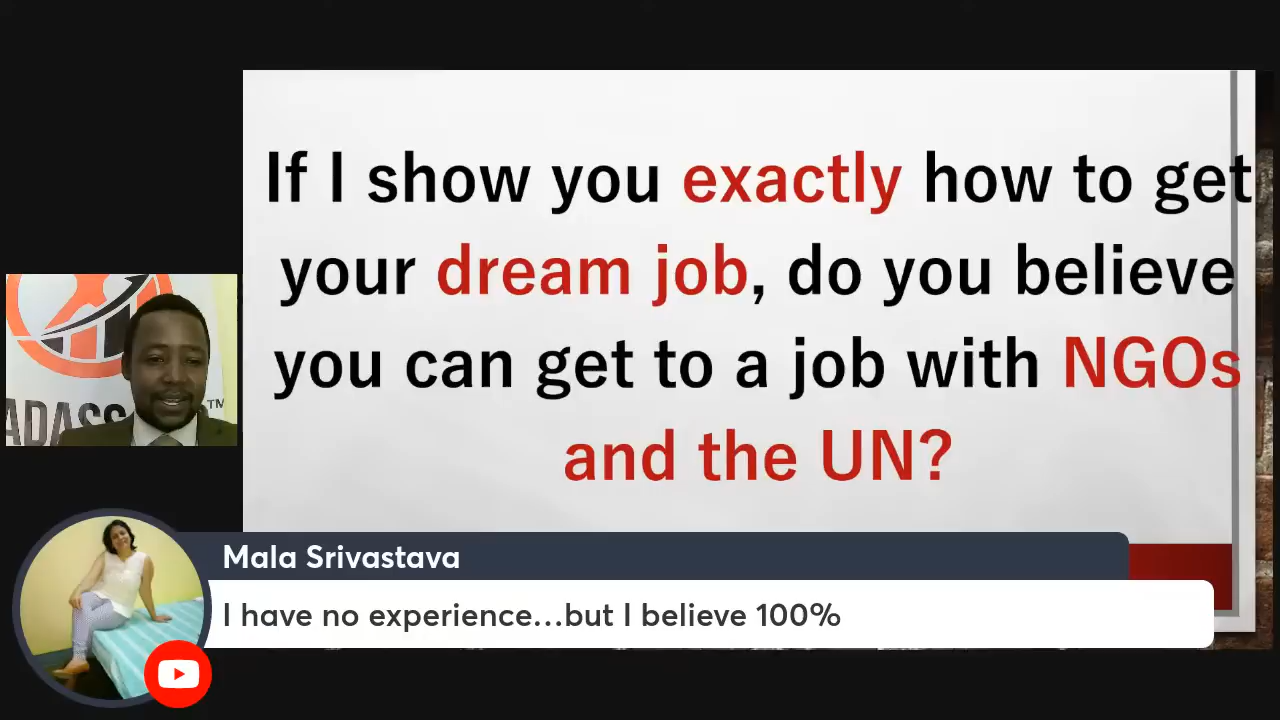 If I show you exactly how to get
your dream job, do you believe
you can get to a job with NGOs
and the UN?
TM
Mala Srivastava
I have no experience...but I believe 100%